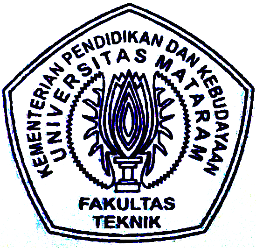 KEMENTERIAN PENDIDIKAN DAN KEBUDAYAAN
UNIVERSITAS MATARAM
FAKULTAS
TEKNIK